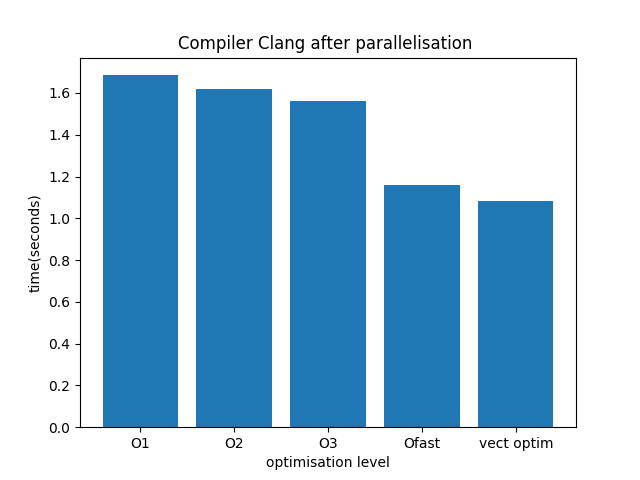 Compiler Clang after parallelisation
time(seconds)
1.6
1.4
1.2
1.0
0.8
0.6
0.4
0.2
0.0
O1 O2 O3 Ofast vect optim
optimisation level